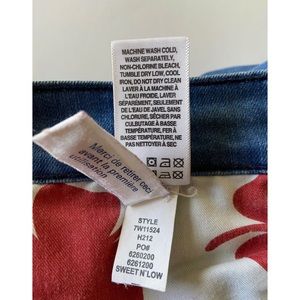 MACHINE WASH COLD,
WASH SEPARATELY,
NON-CHLORINE BLEACH,
TUMBLE DRY LOW, COOL
IRON, DO NOT DRY CLEAN
LAVER À LA MACHINE À
L'EAU FROIDE, LAVER
SÉPARÉMENT, SEULEMENT
L'EAU DE JAVEL SANS
CHLORURE, SÉCHER PAR
CULBUTAGE À BASSE
TEMPÉRATURE, FER À BASSE
TEMPÉRATURE, NE PAS
NETTOYER À SEC
Merci de retirer ceci
avant la première
STYLE
7W11524
H212
PO#
6260200
6261200
SWEET N'LOW